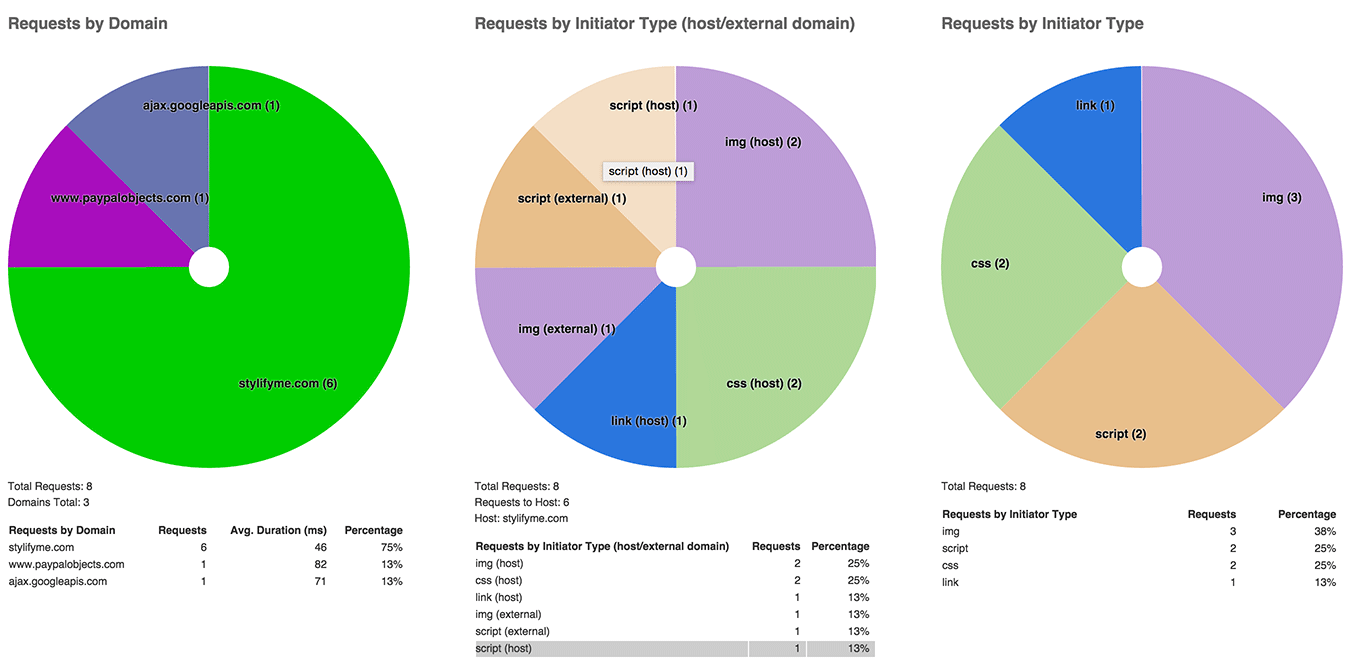 Requests by Domain
ajax.googleapis.com (1)
www.paypalobjects.com (1)
stylifyme.com (6)
Total Requests: 8
Domains Total: 3
Requests by Domain Requests Avg. Duration (ms) Percentage
stylifyme.com 6 46 75%
www.paypalobjects.com 1 82 13%
ajax.googleapis.com 1 71 13%
Requests by Initiator Type (host/external domain)
script (host) (1)
img (host) (2)
script (host) (1)
script (external) (1)
img (external) (1)
css (host) (2)
link (host) (1)
Total Requests: 8
Requests to Host: 6
Host: stylifyme.com
Requests by Initiator Type (host/external domain) Requests Percentage
img (host) 2 25%
css (host) 2 25%
link (host) 1 13%
img (external) 1 13%
script (external) 1 13%
script (host) 1 13%
Requests by Initiator Type
link (1)
img (3)
css (2)
script (2)
Total Requests: 8
Requests by Initiator Type Requests Percentage
img 3 38%
script 2 25%
css 2 25%
link 1 13%